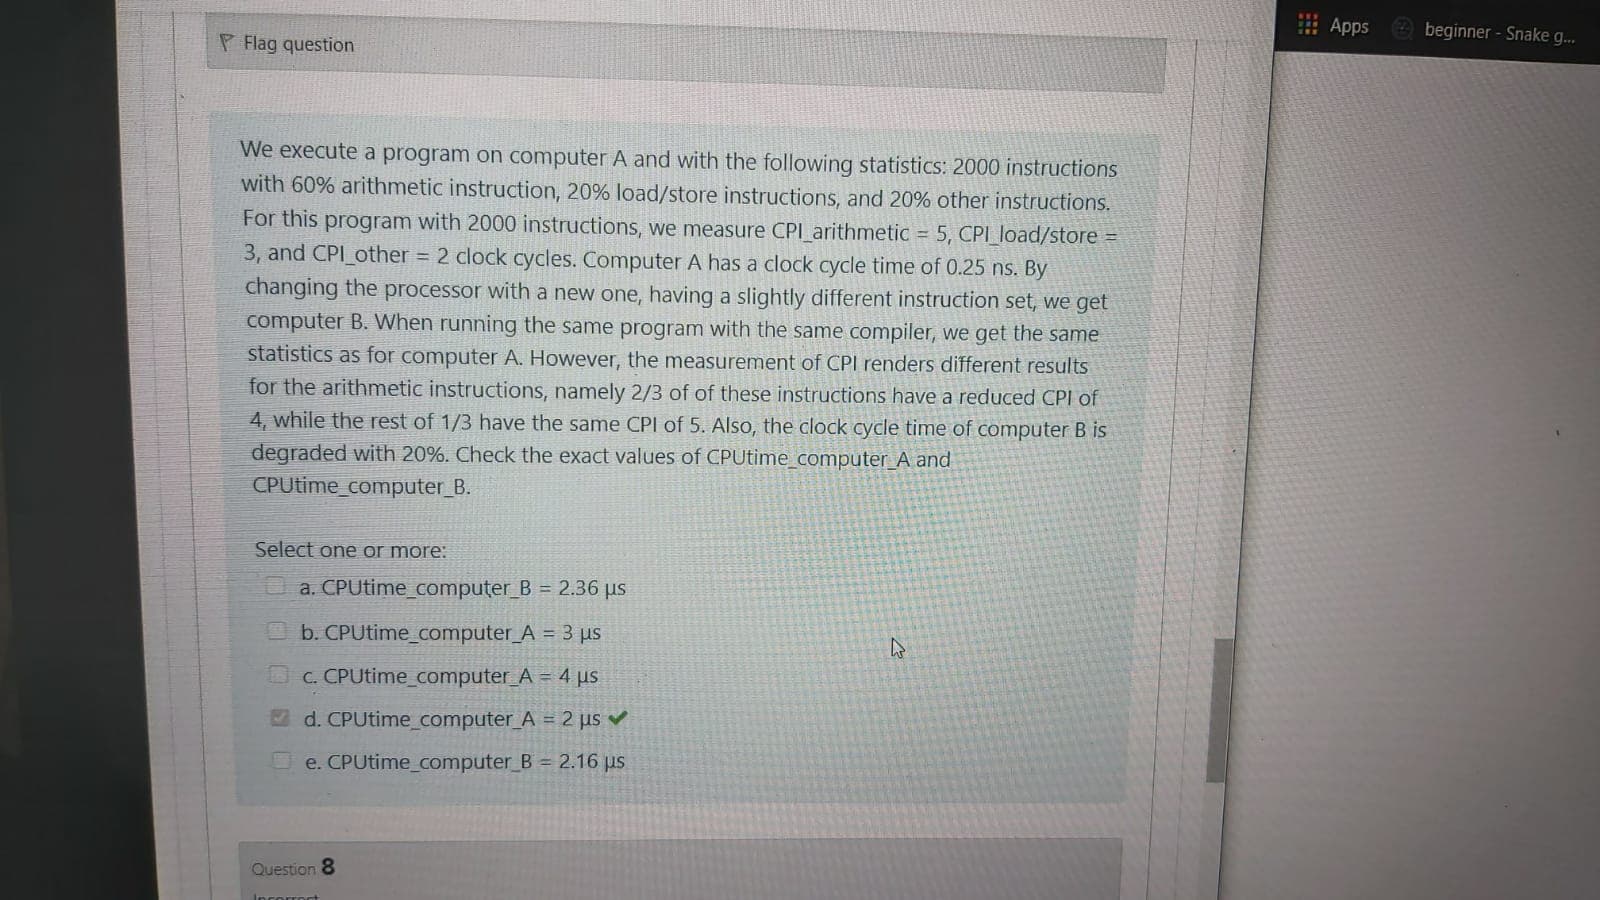 Apps
beginner - Snake g...
Flag question
We execute a program on computer A and with the following statistics: 2000 instructions
with 60% arithmetic instruction, 20% load/store instructions, and 20% other instructions.
For this program with 2000 instructions, we measure CPI_arithmetic = 5, CPI_load/store =
3, and CPI_other = 2 clock cycles. Computer A has a clock cycle time of 0.25 ns. By
changing the processor with a new one, having a slightly different instruction set, we get
computer B. When running the same program with the same compiler, we get the same
statistics as for computer A. However, the measurement of CPI renders different results
for the arithmetic instructions, namely 2/3 of of these instructions have a reduced CPI of
4, while the rest of 1/3 have the same CPI of 5. Also, the clock cycle time of computer B is
degraded with 20%. Check the exact values of CPUtime_computer_A and
CPUtime_computer_B.
Select one or more:
a. CPUtime_computer_B = 2.36 µs
b. CPUtime_computer_A = 3 µs
c. CPUtime_computer_A = 4 µs
d. CPUtime_computer_A = 2 µs
e. CPUtime_computer_B = 2.16 µs
Question 8